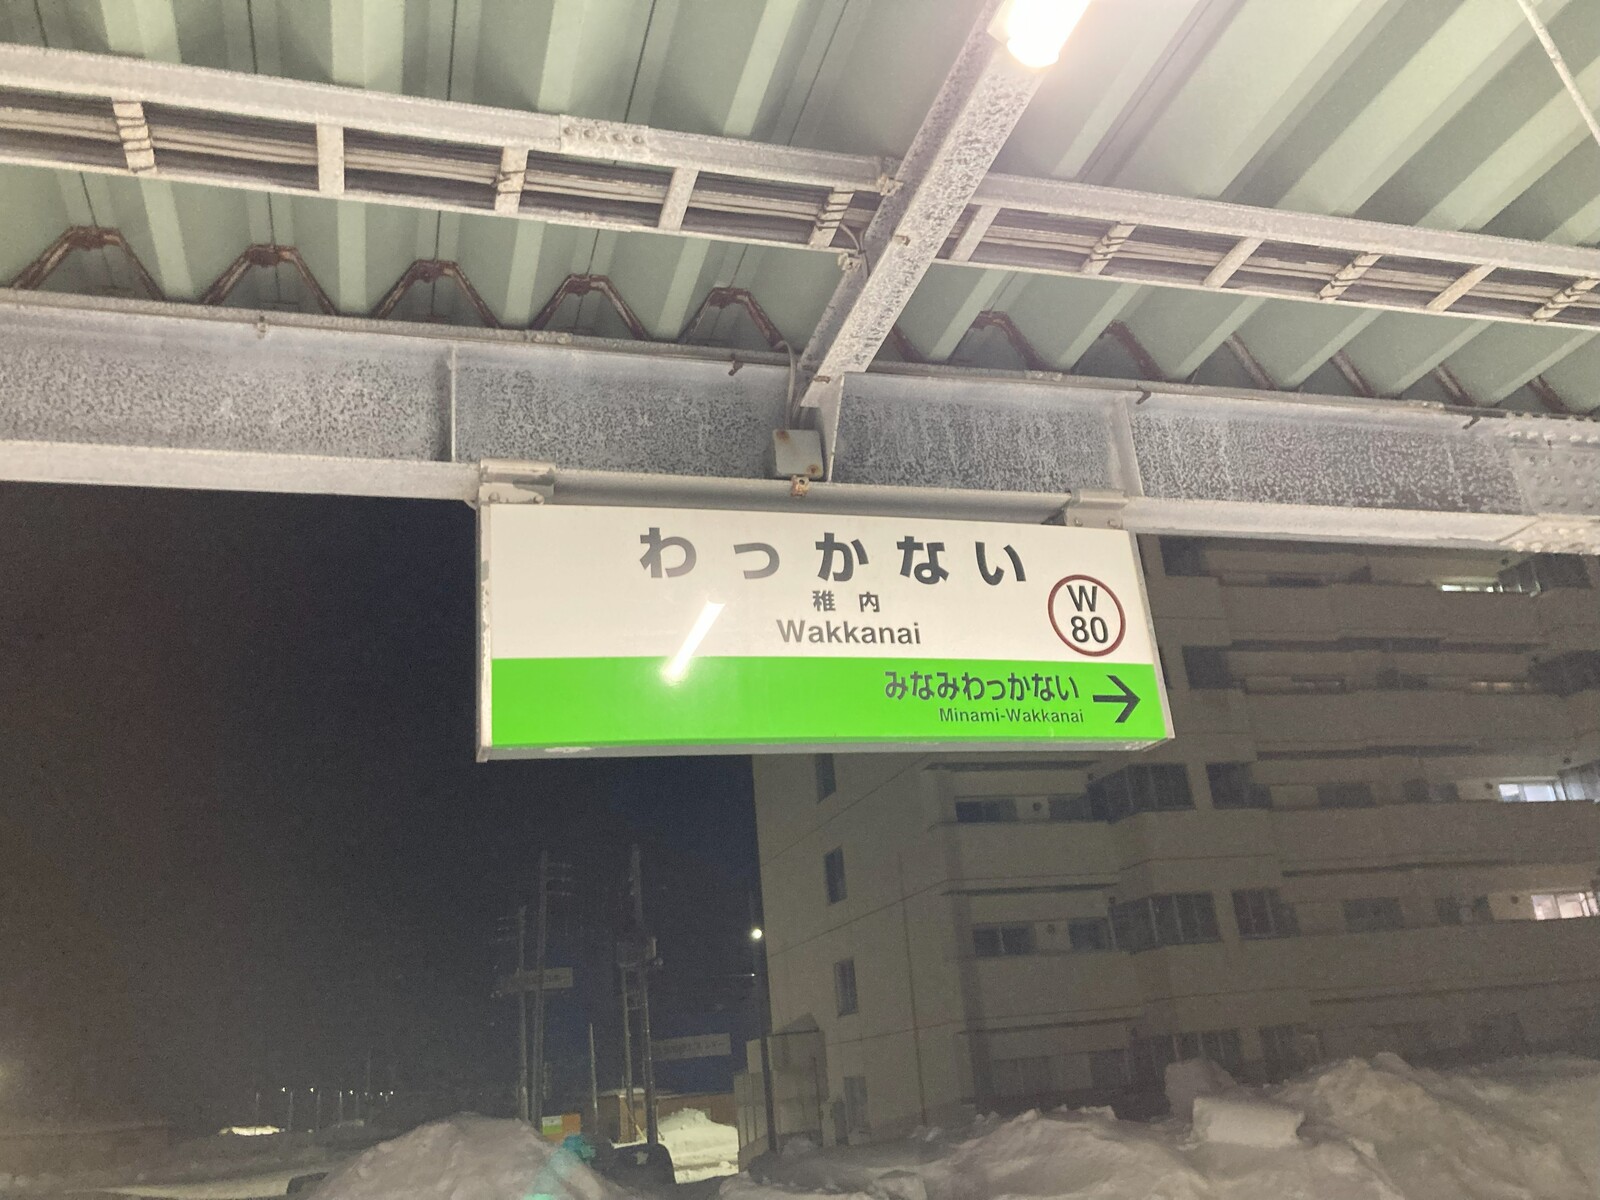 わっかない
稚内
Wakkanai
W
80
みなみわっかない →
Minami-Wakkanai